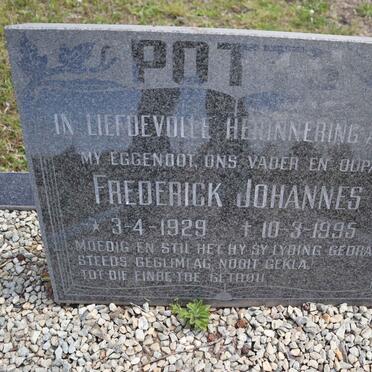 POT
IN LIEFDEVOLLE HERINNERING A
MY EGGENOOT, ONS VADER EN OUPA
FREDERICK JOHANNES
* 3-4-1929 † 10-3-1995
MOEDIG EN STIL HET HY SY LYDING GEDRA
STEEDS GEGLIMLAG, NOOIT GEKLA.
TOT DIE EINDE TOE GETROU